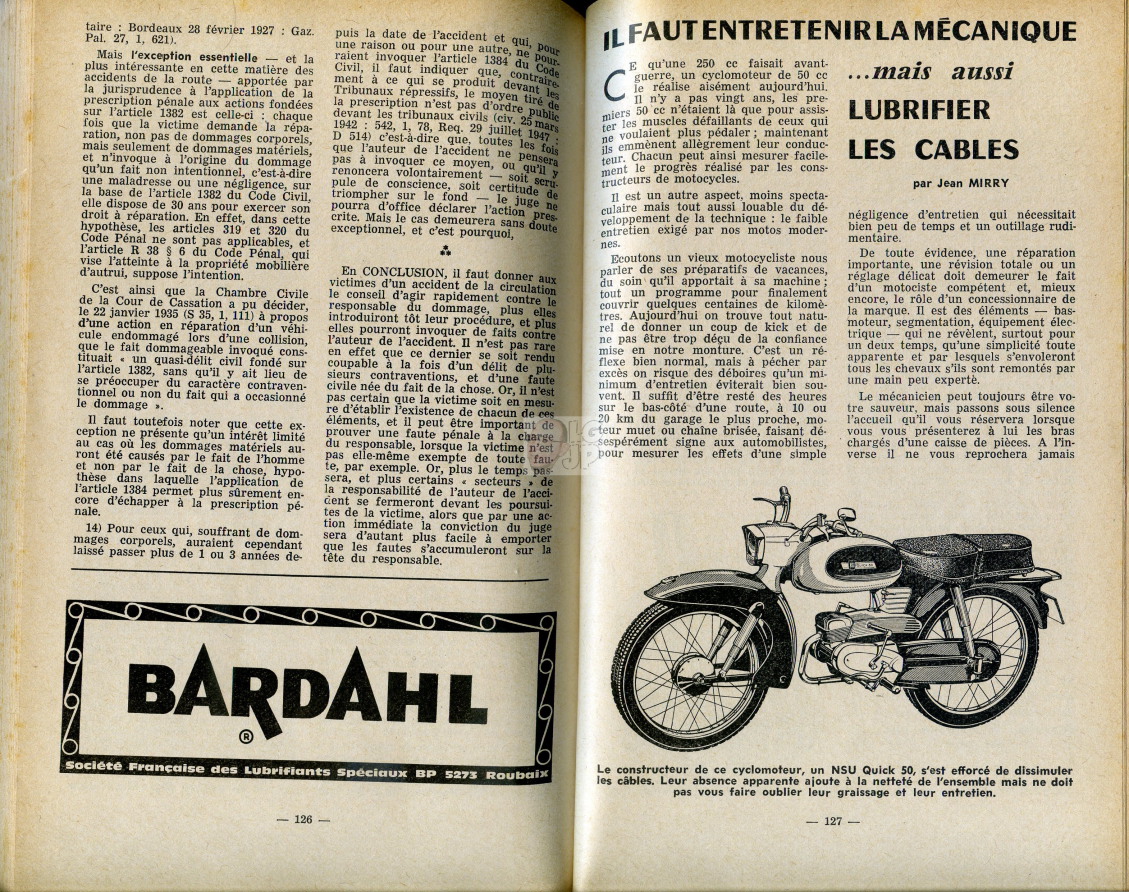 taire : Bordeaux 28 février 1927 : Gaz.
Pal. 27, 1, 621).
Mais l'exception essentielle — et la
plus intéressante en cette matière des
accidents de la route — apportée par
la jurisprudence à l'application de la
prescription pénale aux actions fondées
sur l'article 1382 est celle-ci : chaque
fois que la victime demande la répa-
ration, non pas de dommages corporels,
mais seulement de dommages matériels,
et n'invoque à l'origine du dommage
qu'un fait non intentionnel, c'est-à-dire
une maladresse ou une négligence, sur
la base de l'article 1382 du Code Civil,
elle dispose de 30 ans pour exercer son
droit à réparation. En effet, dans cette
hypothèse, les articles 319 et 320 du
Code Pénal ne sont pas applicables, et
l'article R 38 § 6 du Code Pénal, qui
vise l'atteinte à la propriété mobilière
d'autrui, suppose l'intention.
C'est ainsi que la Chambre Civile
de la Cour de Cassation a pu décider,
le 22 janvier 1935 (S 35, 1, 111) à propos
d'une action en réparation d'un véhi-
cule endommagé lors d'une collision,
que le fait dommageable invoqué cons-
tituait « un quasi-délit civil fondé sur
l'article 1382, sans qu'il y ait lieu de
se préoccuper du caractère contraven-
tionnel ou non du fait qui a occasionné
le dommage ».
Il faut toutefois noter que cette ex-
ception ne présente qu'un intérêt limité
au cas où les dommages matériels au-
ront été causés par le fait de l'homme
et non par le fait de la chose, hypo-
thèse dans laquelle l'application de
l'article 1384 permet plus sûrement en-
core d'échapper à la prescription pé-
nale.
14) Pour ceux qui, souffrant de dom-
mages corporels, auraient cependant
laissé passer plus de 1 ou 3 années de-
puis la date de l'accident et qui, pour
une raison ou pour une autre, ne pour-
raient invoquer l'article 1384 du Code
Civil, il faut indiquer que, contraire-
ment à ce qui se produit devant les
Tribunaux répressifs, le moyen tiré de
la prescription n'est pas d'ordre public
devant les tribunaux civils (civ. 25 mars
1942 : 542, 1, 78, Req. 29 juillet 1947 :
D 514) c'est-à-dire que, toutes les fois
que l'auteur de l'accident ne pensera
pas à invoquer ce moyen, ou qu'il y
renoncera volontairement — soit scru-
pule de conscience, soit certitude de
triompher sur le fond — le juge ne
pourra d'office déclarer l'action pres-
crite. Mais le cas demeurera sans doute
exceptionnel, et c'est pourquoi,
⁂
En CONCLUSION, il faut donner aux
victimes d'un accident de la circulation
le conseil d'agir rapidement contre le
responsable du dommage, plus elles
introduiront tôt leur procédure, et plus
elles pourront invoquer de faits contre
l'auteur de l'accident. Il n'est pas rare
en effet que ce dernier se soit rendu
coupable à la fois d'un délit de plu-
sieurs contraventions, et d'une faute
civile née du fait de la chose. Or, il n'est
pas certain que la victime soit en mesu-
re d'établir l'existence de chacun de ces
éléments, et il peut être important de
prouver une faute pénale à la charge
du responsable, lorsque la victime n'est
pas elle-même exempte de toute fau-
te, par exemple. Or, plus le temps pas-
sera, et plus certains « secteurs » de
la responsabilité de l'auteur de l'acci-
dent se fermeront devant les poursui-
tes de la victime, alors que par une ac-
tion immédiate la conviction du juge
sera d'autant plus facile à emporter
que les fautes s'accumuleront sur la
tête du responsable.
BARDAHL
®
Société Française des Lubrifiants Spéciaux BP 5273 Roubaix
— 126 —
IL FAUT ENTRETENIR LA MÉCANIQUE
...mais aussi
LUBRIFIER
LES CABLES
par Jean MIRRY
CE qu'une 250 cc faisait avant-
guerre, un cyclomoteur de 50 cc
le réalise aisément aujourd'hui.
Il n'y a pas vingt ans, les pre-
miers 50 cc n'étaient là que pour assis-
ter les muscles défaillants de ceux qui
ne voulaient plus pédaler ; maintenant
ils emmènent allègrement leur conduc-
teur. Chacun peut ainsi mesurer facile-
ment le progrès réalisé par les cons-
tructeurs de motocycles.
Il est un autre aspect, moins specta-
culaire mais tout aussi louable du dé-
veloppement de la technique : le faible
entretien exigé par nos motos moder-
nes.
Ecoutons un vieux motocycliste nous
parler de ses préparatifs de vacances,
du soin qu'il apportait à sa machine ;
tout un programme pour finalement
couvrir quelques centaines de kilomè-
tres. Aujourd'hui on trouve tout natu-
rel de donner un coup de kick et de
ne pas être trop déçu de la confiance
mise en notre monture. C'est un ré-
flexe bien normal, mais à pécher par
excès on risque des déboires qu'un mi-
nimum d'entretien éviterait bien sou-
vent. Il suffit d'être resté des heures
sur le bas-côté d'une route, à 10 ou
20 km du garage le plus proche, mo-
teur muet ou chaîne brisée, faisant dé-
sespérément signe aux automobilistes,
pour mesurer les effets d'une simple
négligence d'entretien qui nécessitait
bien peu de temps et un outillage rudi-
mentaire.
De toute évidence, une réparation
importante, une révision totale ou un
réglage délicat doit demeurer le fait
d'un motociste compétent et, mieux
encore, le rôle d'un concessionnaire de
la marque. Il est des éléments — bas-
moteur, segmentation, équipement élec-
trique — qui ne révèlent, surtout pour
un deux temps, qu'une simplicité toute
apparente et par lesquels s'envoleront
tous les chevaux s'ils sont remontés par
une main peu experte.
Le mécanicien peut toujours être vo-
tre sauveur, mais passons sous silence
l'accueil qu'il vous réservera lorsque
vous vous présenterez à lui les bras
chargés d'une caisse de pièces. A l'in-
verse il ne vous reprochera jamais
Le constructeur de ce cyclomoteur, un NSU Quick 50, s'est efforcé de dissimuler
les câbles. Leur absence apparente ajoute à la netteté de l'ensemble mais ne doit
pas vous faire oublier leur graissage et leur entretien.
— 127 —